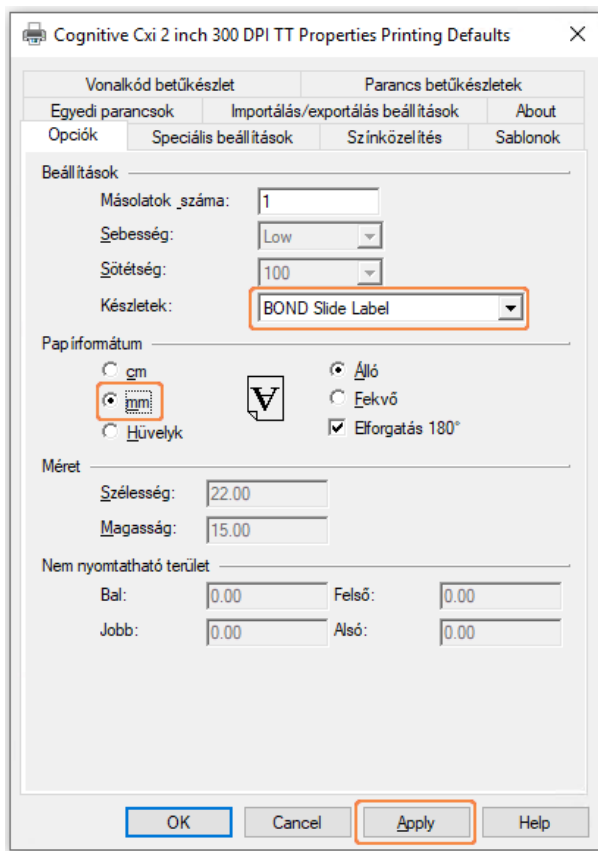 Cognitive Cxi 2 inch 300 DPI TT Properties Printing Defaults
Vonalkód betűkészlet Parancs betűkészletek
Egyedi parancsok Importálás/exportálás beállítások About
Opciók Speciális beállítások Színközelítés Sablonok
Beállítások
Másolatok _száma: 1
Sebesség: Low
Sötétség: 100
Készletek: BOND Slide Label
Papírformátum
cm Álló
mm A Fekvő
Hüvelyk Elforgatás 180°
Méret
Szélesség: 22.00
Magasság: 15.00
Nem nyomtatható terület
Bal: 0.00 Felső: 0.00
Jobb: 0.00 Alsó: 0.00
OK Cancel Apply Help